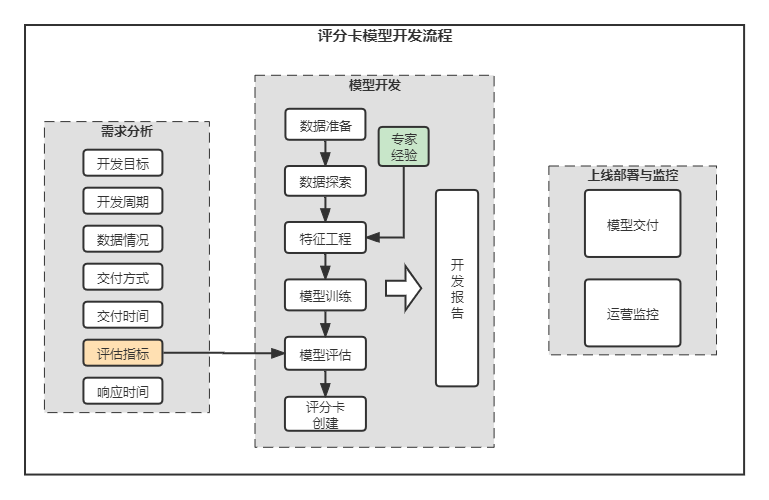 评分卡模型开发流程
需求分析
开发目标
开发周期
数据情况
交付方式
交付时间
评估指标
响应时间
模型开发
数据准备
数据探索
特征工程
模型训练
模型评估
评分卡
创建
专家
经验
开
发
报
告
上线部署与监控
模型交付
运营监控